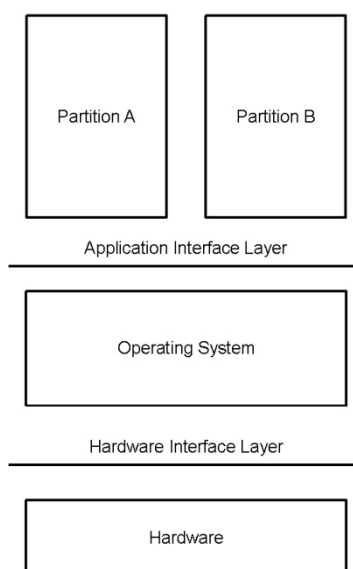 Partition A
Partition B
Application Interface Layer
Operating System
Hardware Interface Layer
Hardware